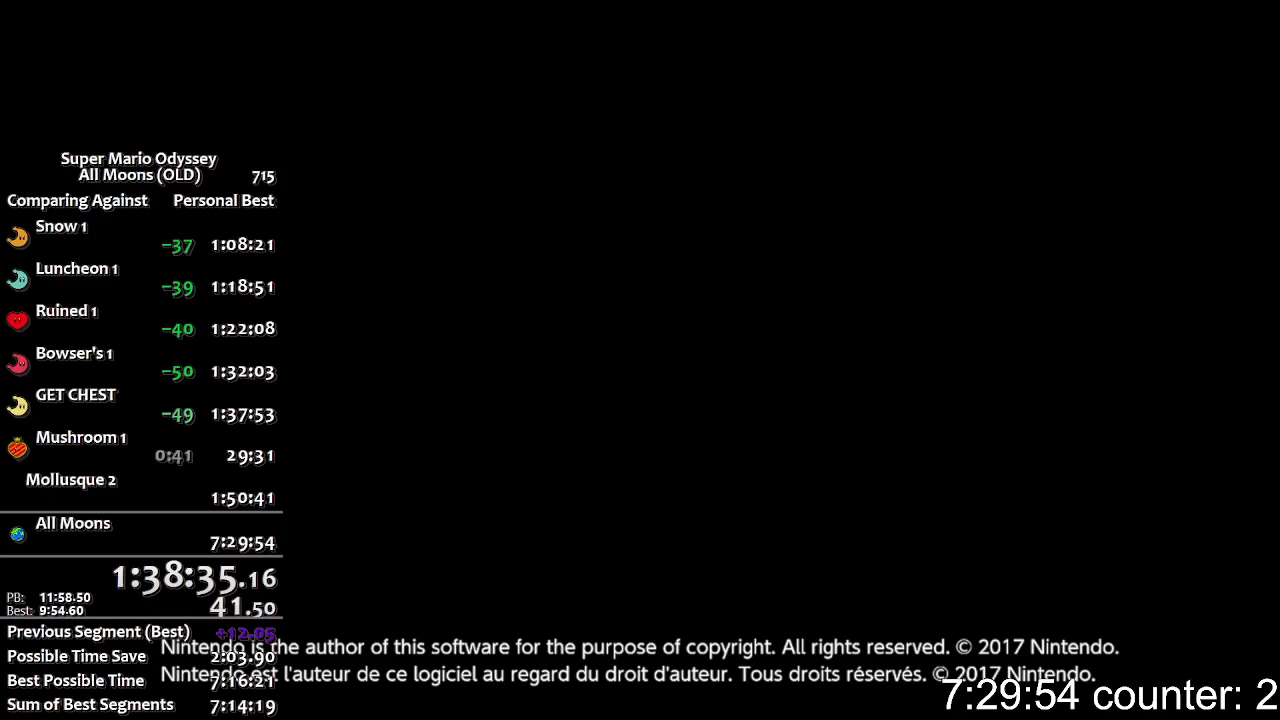 Super Mario Odyssey
All Moons (OLD) 715
Comparing Against Personal Best
Snow 1
-37 1:08:21
Luncheon 1
-39 1:18:51
Ruined 1
-40 1:22:08
Bowser's 1
-50 1:32:03
GET CHEST
-49 1:37:53
Mushroom 1
0:41 29:31
Mollusque 2
1:50:41
All Moons
7:29:54
1:38:35.16
PB: 11:58.50
Best: 9:54.60
41.50
Previous Segment (Best) +12.05
Possible Time Save 2:03.90
Best Possible Time 7:16:21
Sum of Best Segments 7:14:19
Nintendo is the author of this software for the purpose of copyright. All rights reserved. © 2017 Nintendo.
Nintendo est l'auteur de ce logiciel au regard du droit d'auteur. Tous droits réservés. © 2017 Nintendo.
7:29:54 counter: 2